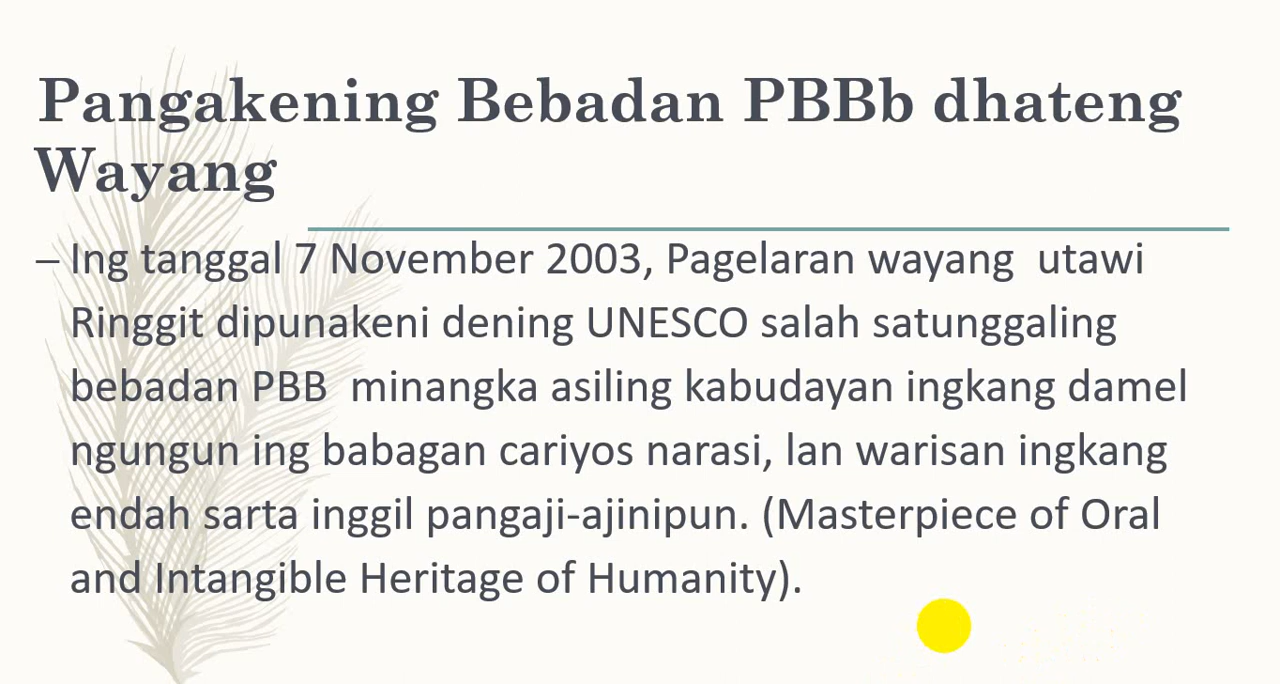 Pangakening Bebadan PBBb dhateng
Wayang
– Ing tanggal 7 November 2003, Pagelaran wayang  utawi
Ringgit dipunakeni dening UNESCO salah satunggaling
bebadan PBB  minangka asiling kabudayan ingkang damel
ngungun ing babagan cariyos narasi, lan warisan ingkang
endah sarta inggil pangaji-ajinipun. (Masterpiece of Oral
and Intangible Heritage of Humanity).